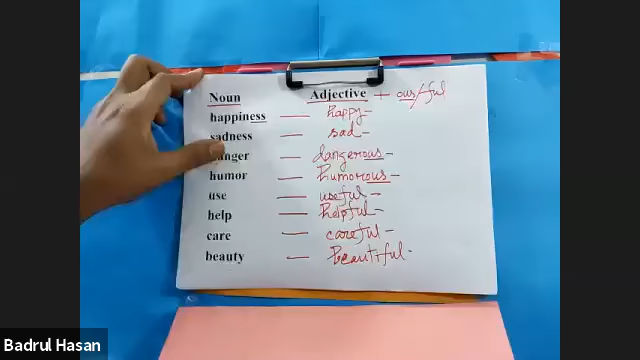 Noun Adjective + ous/ful
happiness — happy-
sadness — sad-
danger — dangerous-
humor — humorous-
use — useful-
help — helpful-
care — careful-
beauty — beautiful-
Badrul Hasan